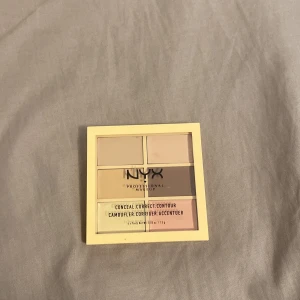 NYX
PROFESSIONAL
MAKEUP
CONCEAL.CORRECT.CONTOUR
CAMOUFLER.CORRIGER.ACCENTUER